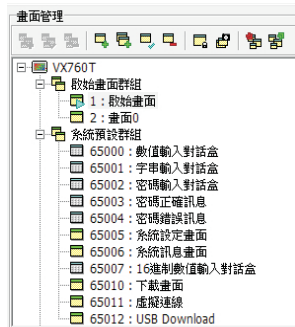 畫面管理
VX760T
啟始畫面群組
1：啟始畫面
2：畫面0
系統預設群組
65000：數值輸入對話盒
65001：字串輸入對話盒
65002：密碼輸入對話盒
65003：密碼正確訊息
65004：密碼錯誤訊息
65005：系統設定畫面
65006：系統訊息畫面
65007：16進制數值輸入對話盒
65010：下載畫面
65011：虛擬連線
65012：USB Download